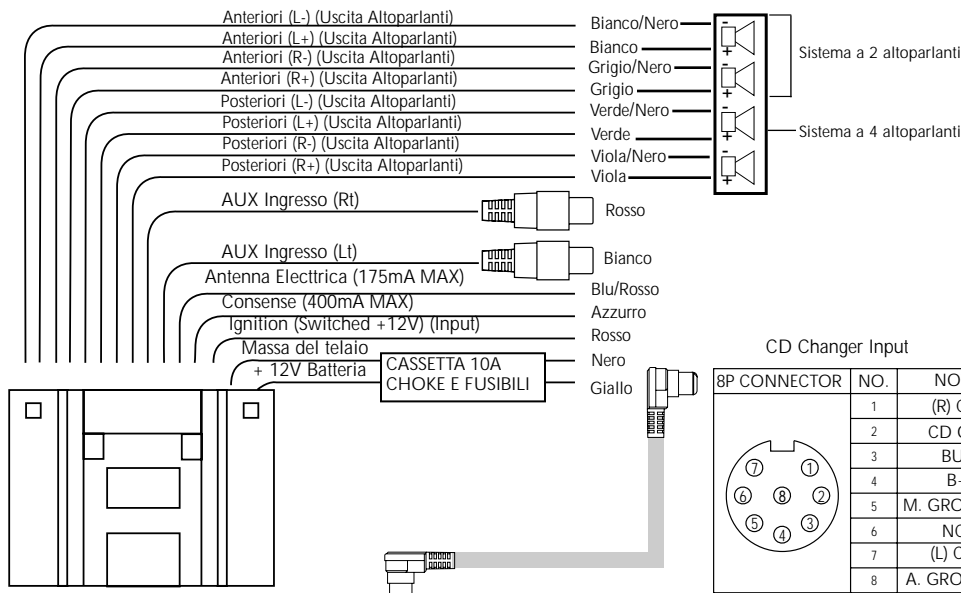 Anteriori (L-) (Uscita Altoparlanti)
Anteriori (L+) (Uscita Altoparlanti)
Anteriori (R-) (Uscita Altoparlanti)
Anteriori (R+) (Uscita Altoparlanti)
Posteriori (L-) (Uscita Altoparlanti)
Posteriori (L+) (Uscita Altoparlanti)
Posteriori (R-) (Uscita Altoparlanti)
Posteriori (R+) (Uscita Altoparlanti)
AUX Ingresso (Rt)
AUX Ingresso (Lt)
Antenna Electtrica (175mA MAX)
Consense (400mA MAX)
Ignition (Switched +12V) (Input)
Massa del telaio
+ 12V Batteria
CASSETTA 10A
CHOKE E FUSIBILI
Bianco/Nero
Bianco
Grigio/Nero
Grigio
Verde/Nero
Verde
Viola/Nero
Viola
Rosso
Bianco
Blu/Rosso
Azzurro
Rosso
Nero
Giallo
-
+
-
+
-
+
-
+
Sistema a 2 altoparlanti
Sistema a 4 altoparlanti
CD Changer Input
8P CONNECTOR NO.
1 (R)
2 CD
3
4
5 M.
6
7 (L)
8 A.
7 1
6 8 2
5 4 3